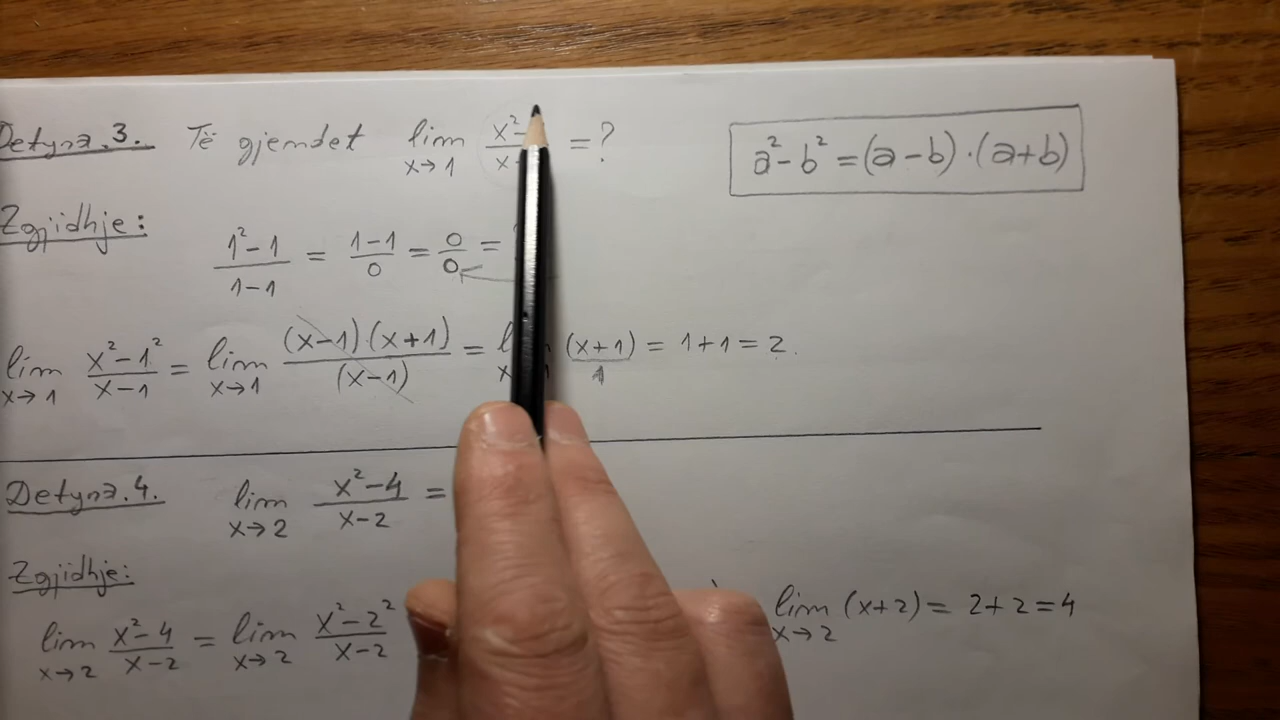 Detyra.3. Të gjendet lim x→1 x²- / x = ?
a²-b² = (a-b)·(a+b)
Zgjidhje:
1²-1 / 1-1 = 1-1 / 0 = 0 / 0 =
lim x→1 x²-1² / x-1 = lim x→1 (x-1)·(x+1) / (x-1) = (x+1) / 1 = 1+1 = 2.
Detyra.4. lim x→2 x²-4 / x-2 =
Zgjidhje:
lim x→2 x²-4 / x-2 = lim x→2 x²-2² / x-2 lim x→2 (x+2) = 2+2=4